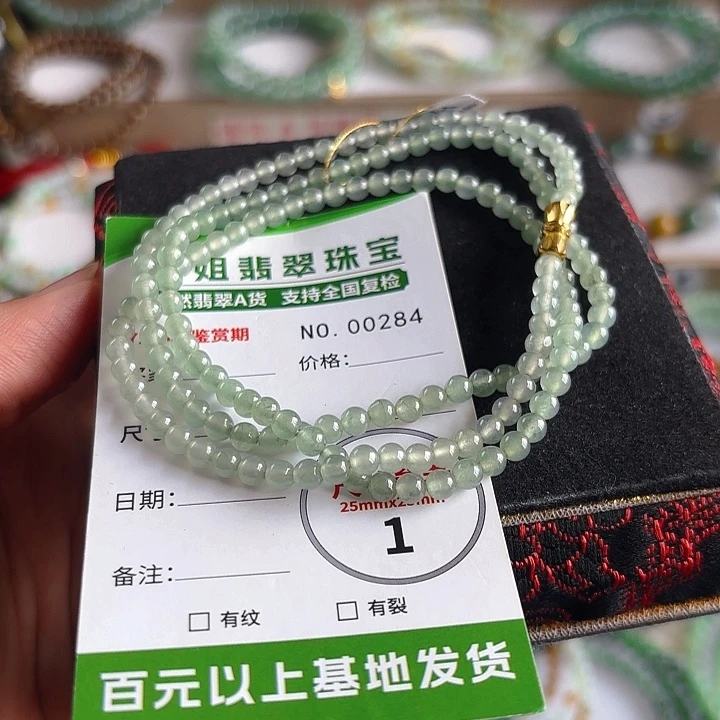 姐翡翠珠宝
然翡翠A货 支持全国复检
鉴赏期
NO. 00284
价格:
尺
日期:
25mmx25mm
1
备注:
□ 有纹 □ 有裂
百元以上基地发货